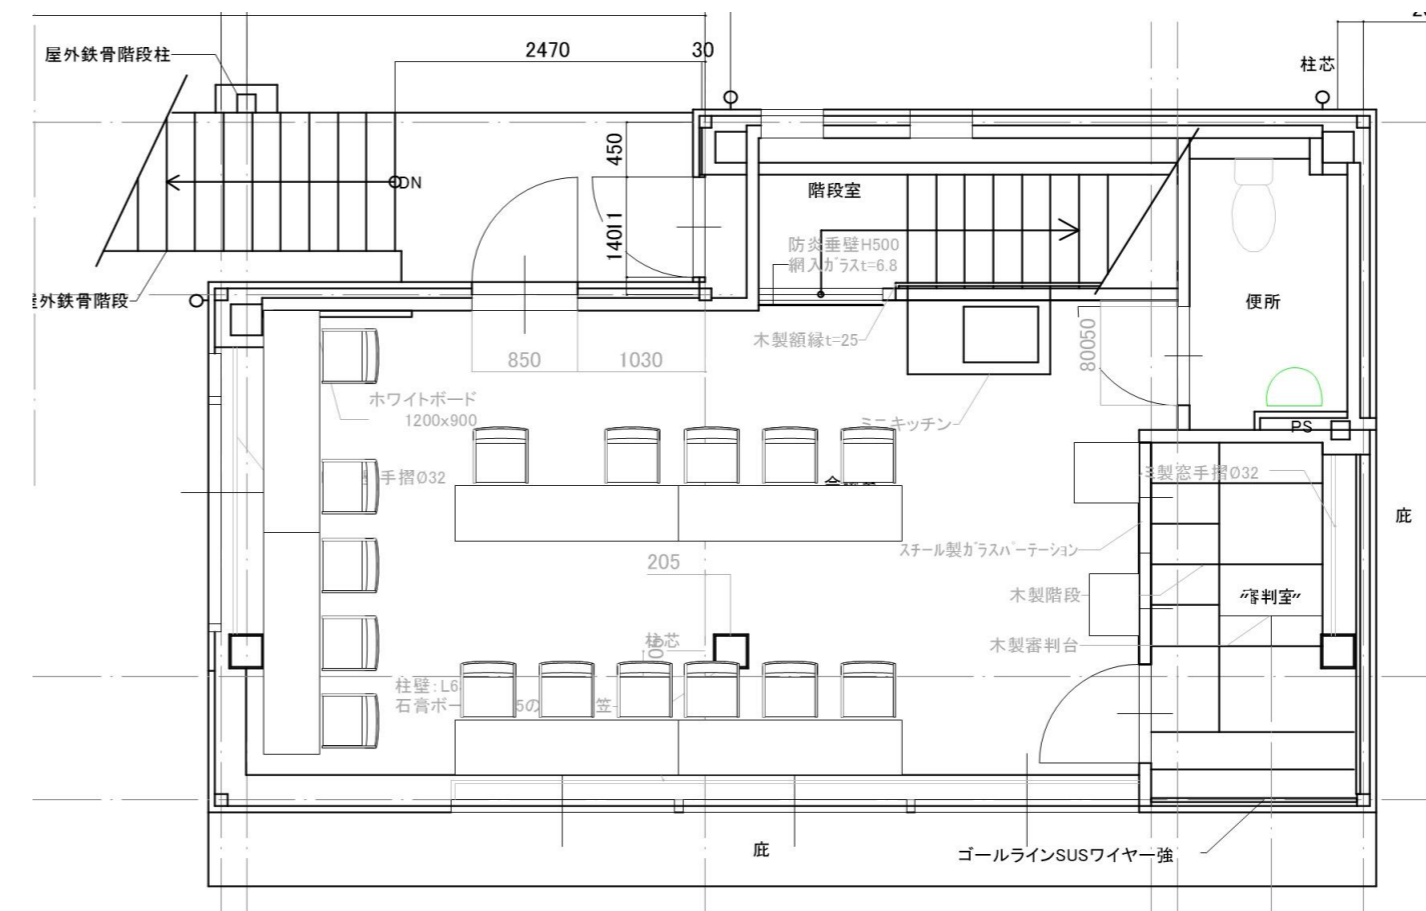 屋外鉄骨階段柱
2470
30
柱芯
450
DN
階段室
1401
防炎垂壁H500
網入ガラスt=6.8
屋外鉄骨階段
便所
木製額縁t=25
80050
850
1030
ホワイトボード
1200x900
ミニキッチン
PS
手摺Ø32
製窓手摺Ø32
庇
スチール製ガラスパーテーション
205
木製階段
審判室
柱芯
木製審判台
柱壁:L6
石膏ボー
5の
笠
庇
ゴールラインSUSワイヤー強